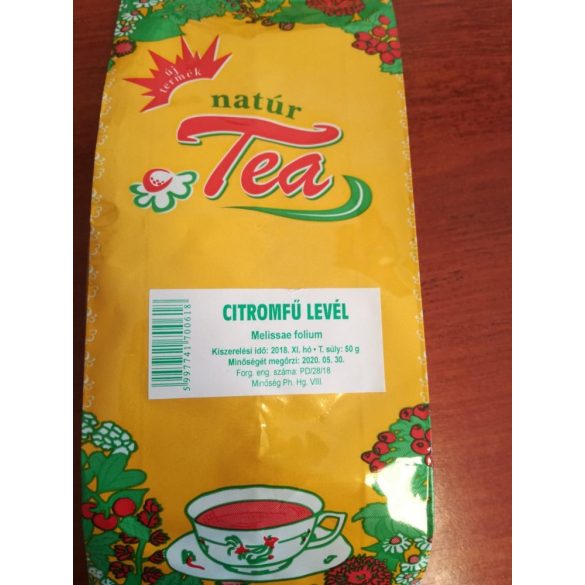 új
termék
natúr
Tea
CITROMFŰ LEVÉL
Melissae folium
Kiszerelési idő: 2018. XI. hó • T. súly: 50 g
Minőségét megőrzi: 2020. 05. 30.
Forg. eng. száma: PD/28/18
Minőség Ph. Hg. VIII.
5997741700618